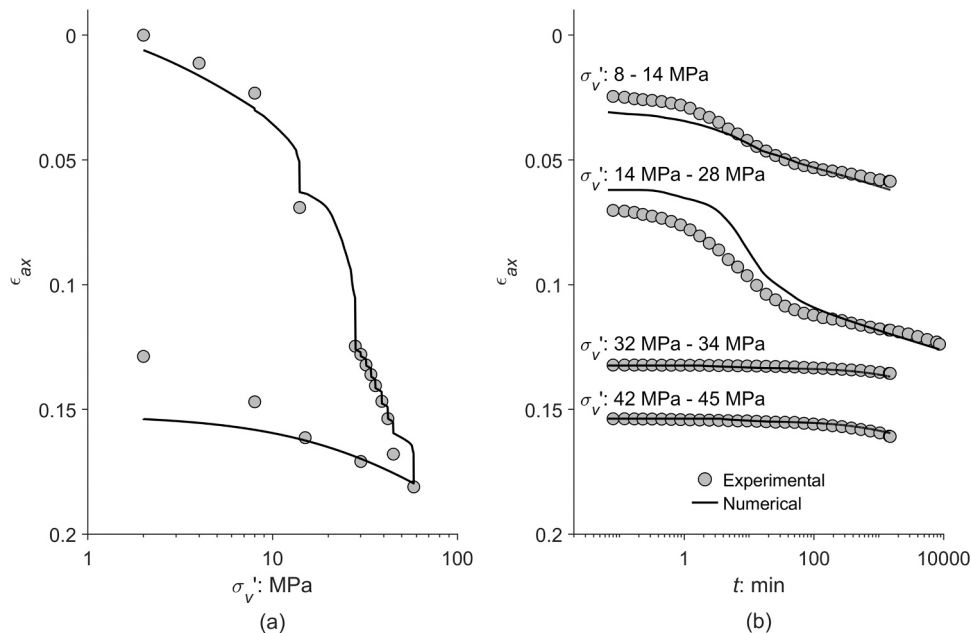 0
0.05
0.1
0.15
0.2
ϵax
1
10
100
σv': MPa
(a)
0
0.05
0.1
0.15
0.2
ϵax
σv': 8 - 14 MPa
σv': 14 MPa - 28 MPa
σv': 32 MPa - 34 MPa
σv': 42 MPa - 45 MPa
Experimental
Numerical
1
100
10000
t: min
(b)